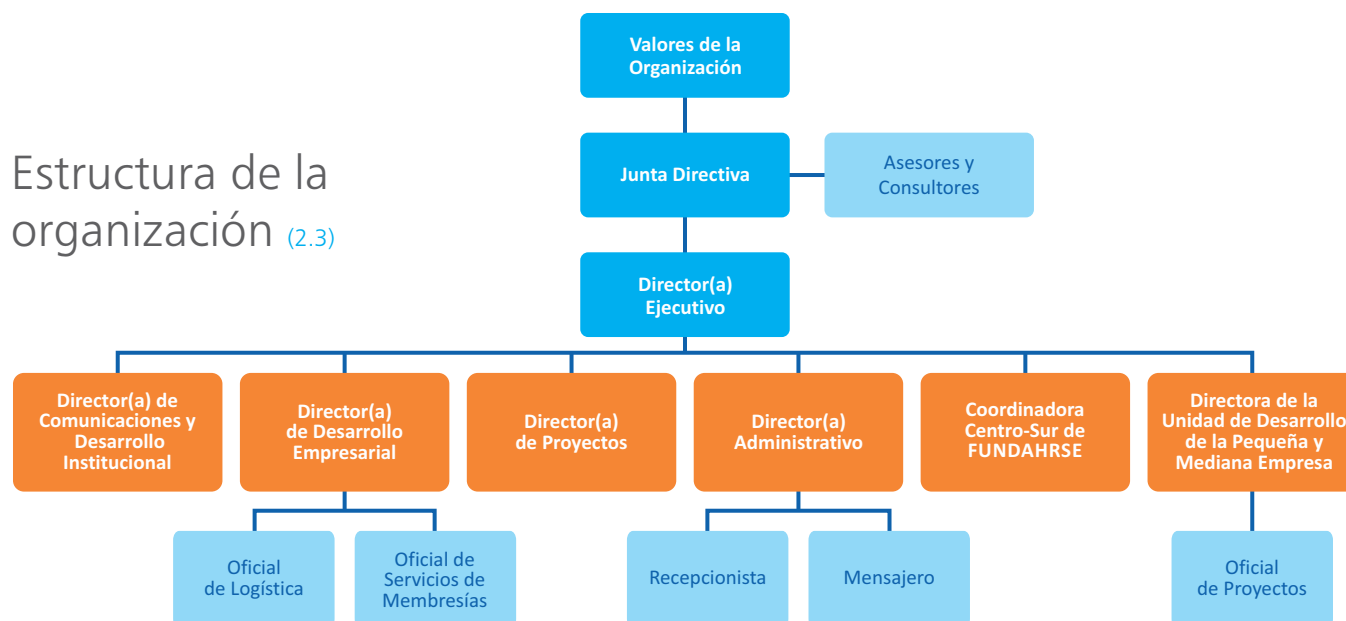 Valores de la
Organización
Estructura de la
organización (2.3)
Junta Directiva
Asesores y
Consultores
Director(a)
Ejecutivo
Director(a) de
Comunicaciones y
Desarrollo
Institucional
Director(a)
de Desarrollo
Empresarial
Director(a)
de Proyectos
Director(a)
Administrativo
Coordinadora
Centro-Sur de
FUNDAHRSE
Directora de la
Unidad de Desarrollo
de la Pequeña y
Mediana Empresa
Oficial
de Logística
Oficial de
Servicios de
Membresías
Recepcionista
Mensajero
Oficial
de Proyectos